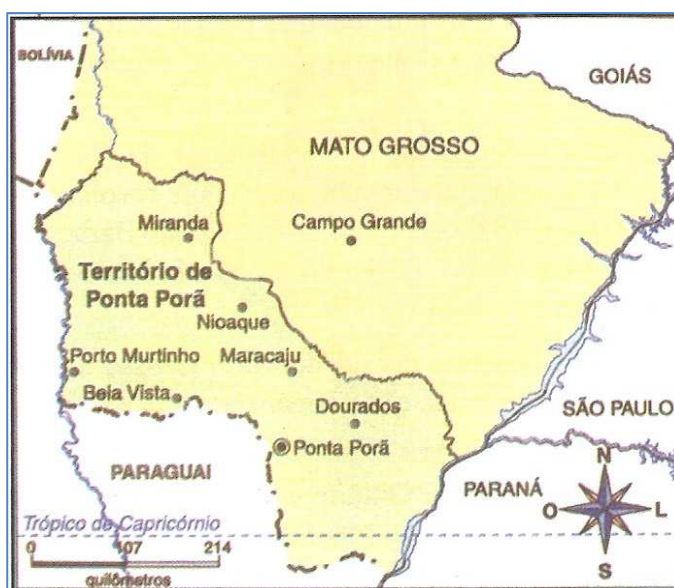 BOLÍVIA
GOIÁS
MATO GROSSO
Miranda
Campo Grande
Território de
Ponta Porã
Nioaque
Porto Murtinho
Maracaju
Bela Vista
Dourados
SÃO PAULO
Ponta Porã
PARAGUAI
PARANÁ
N
O
L
S
Trópico de Capricórnio
0 107 214
quilômetros